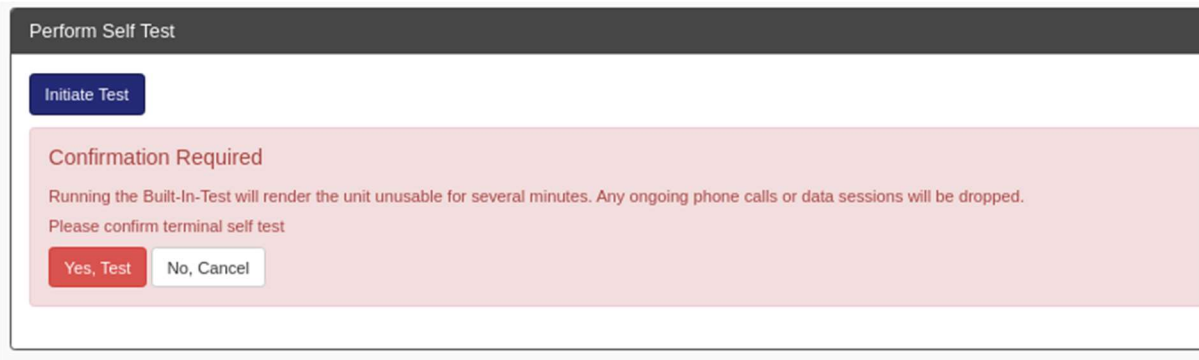 Perform Self Test
Initiate Test
Confirmation Required
Running the Built-In-Test will render the unit unusable for several minutes. Any ongoing phone calls or data sessions will be dropped.
Please confirm terminal self test
Yes, Test No, Cancel